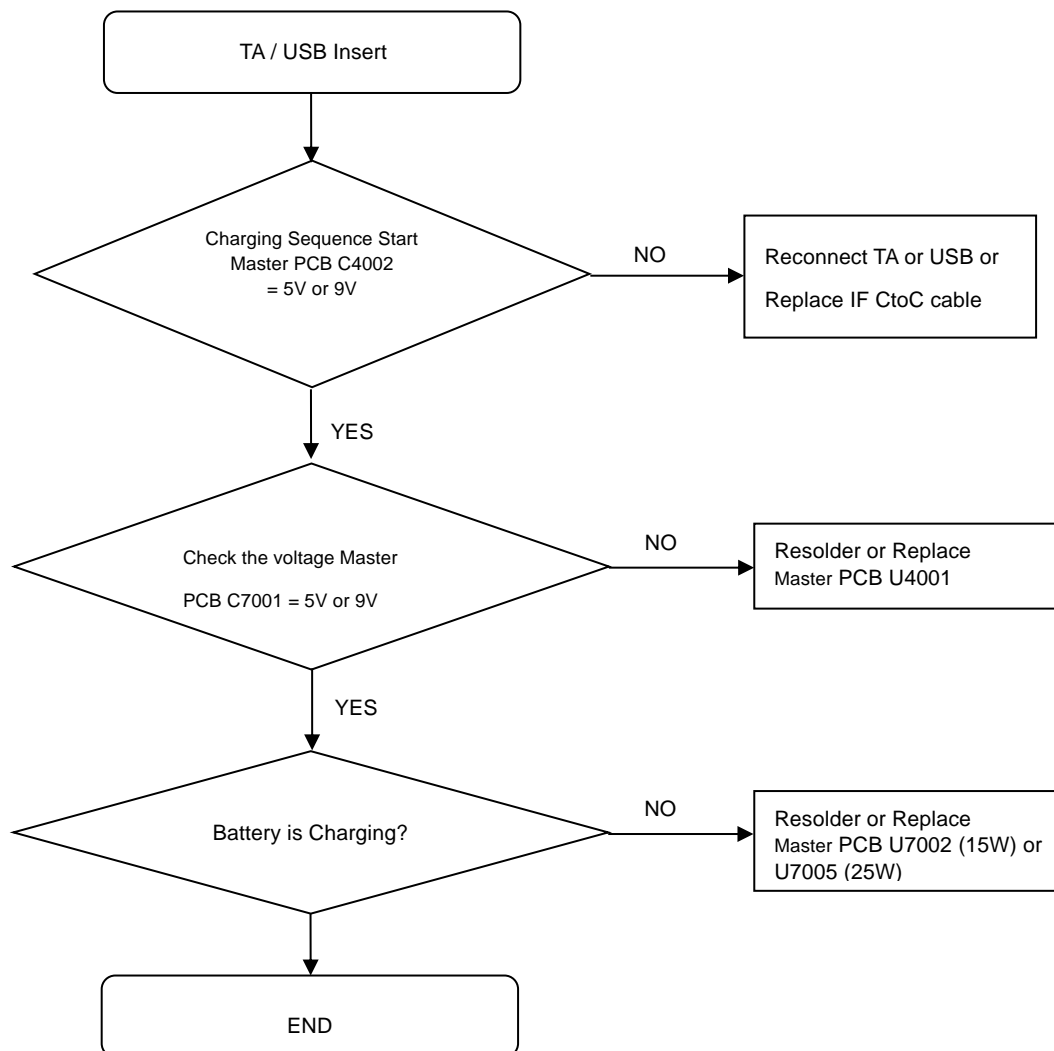 TA / USB Insert
Charging Sequence Start
Master PCB C4002
= 5V or 9V
NO
Reconnect TA or USB or
Replace IF CtoC cable
YES
Check the voltage Master
PCB C7001 = 5V or 9V
NO
Resolder or Replace
Master PCB U4001
YES
Battery is Charging?
NO
Resolder or Replace
Master PCB U7002 (15W) or
U7005 (25W)
END